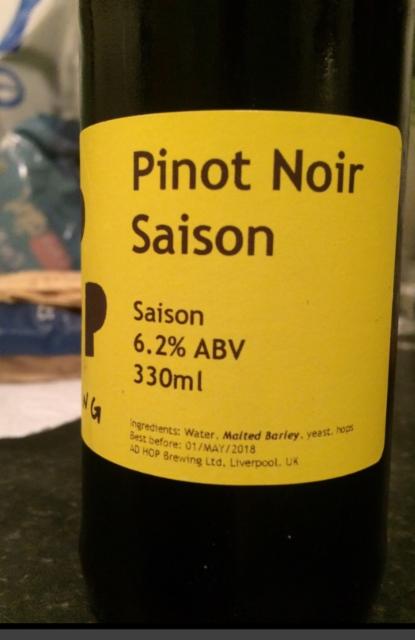 Pinot Noir
Saison
Saison
6.2% ABV
330ml
Ingredients: Water, Malted Barley, yeast, hops
Best before: 01/MAY/2018
AD HOP Brewing Ltd, Liverpool, UK
P
G